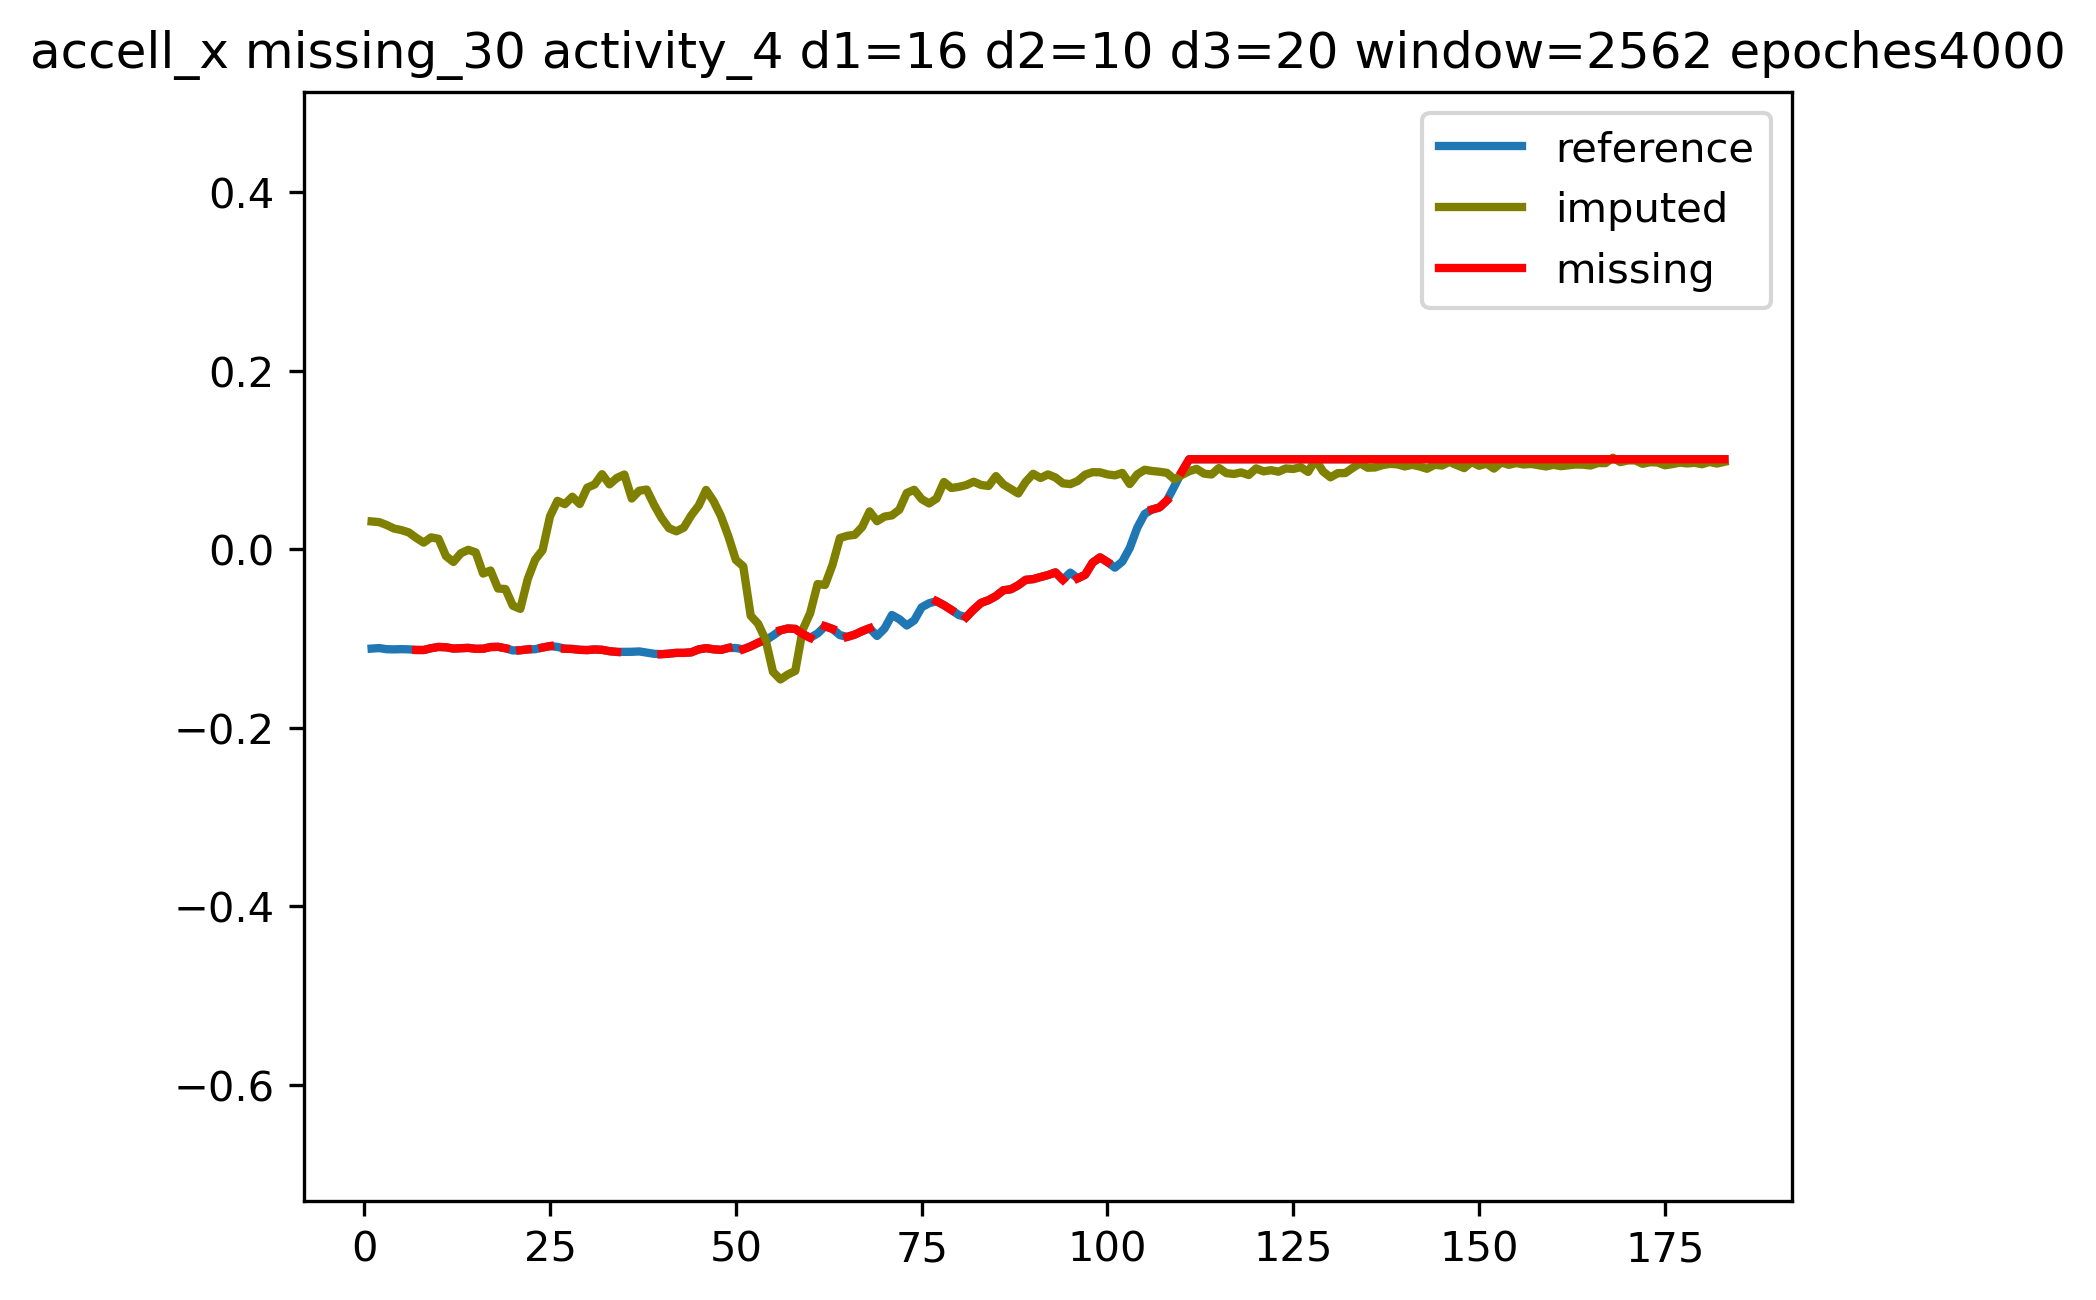 accell_x missing_30 activity_4 d1=16 d2=10 d3=20 window=2562 epoches4000
reference
imputed
missing
0.4
0.2
0.0
−0.2
−0.4
−0.6
0 25 50 75 100 125 150 175